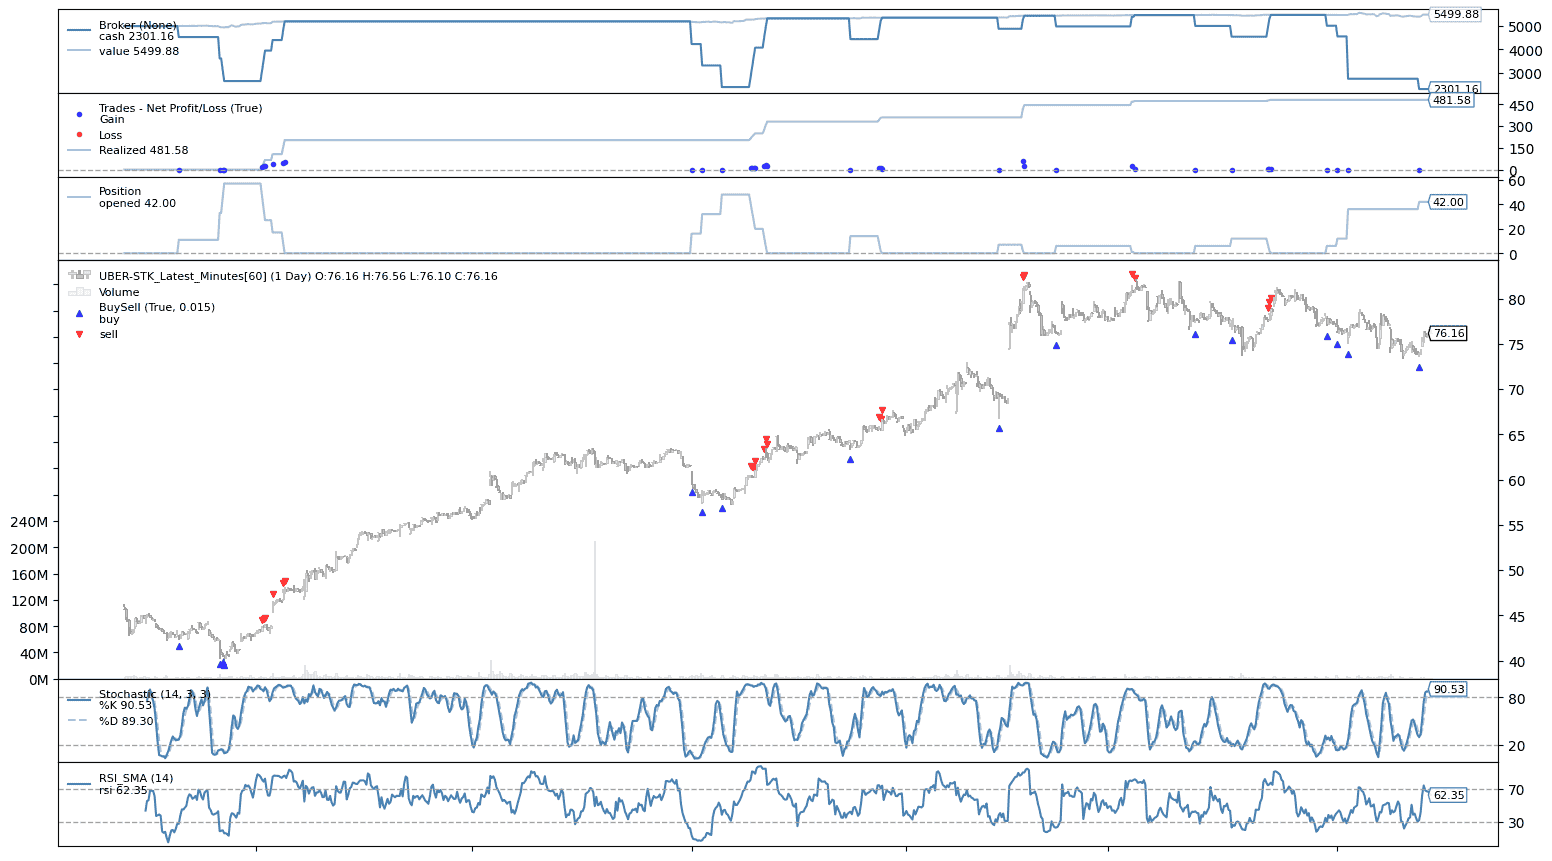 Broker (None)
cash 2301.16
value 5499.88
5499.88
5000
4000
3000
2301.16
Trades - Net Profit/Loss (True)
Gain
Loss
Realized 481.58
481.58
450
300
150
0
Position
opened 42.00
60
42.00
40
20
0
UBER-STK_Latest_Minutes[60] (1 Day) O:76.16 H:76.56 L:76.10 C:76.16
Volume
BuySell (True, 0.015)
buy
sell
80
76.16
75
70
65
60
55
50
45
40
240M
200M
160M
120M
80M
40M
0M
Stochastic (14, 3, 3)
%K 90.53
%D 89.30
90.53
80
20
RSI_SMA (14)
rsi 62.35
70
62.35
30